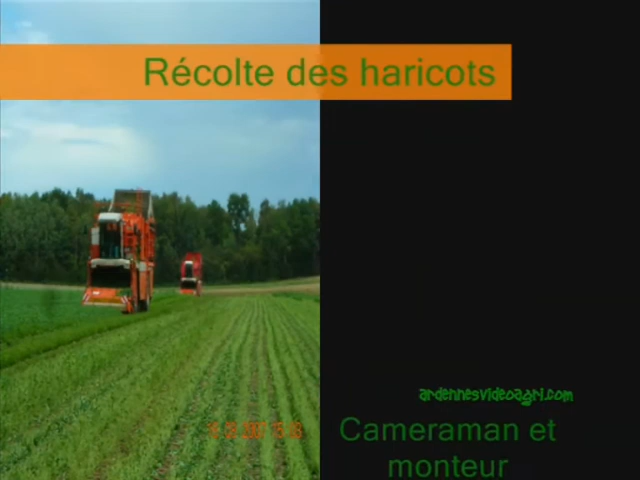 Récolte des haricots
ardennesvideoagri.com
Cameraman et
monteur